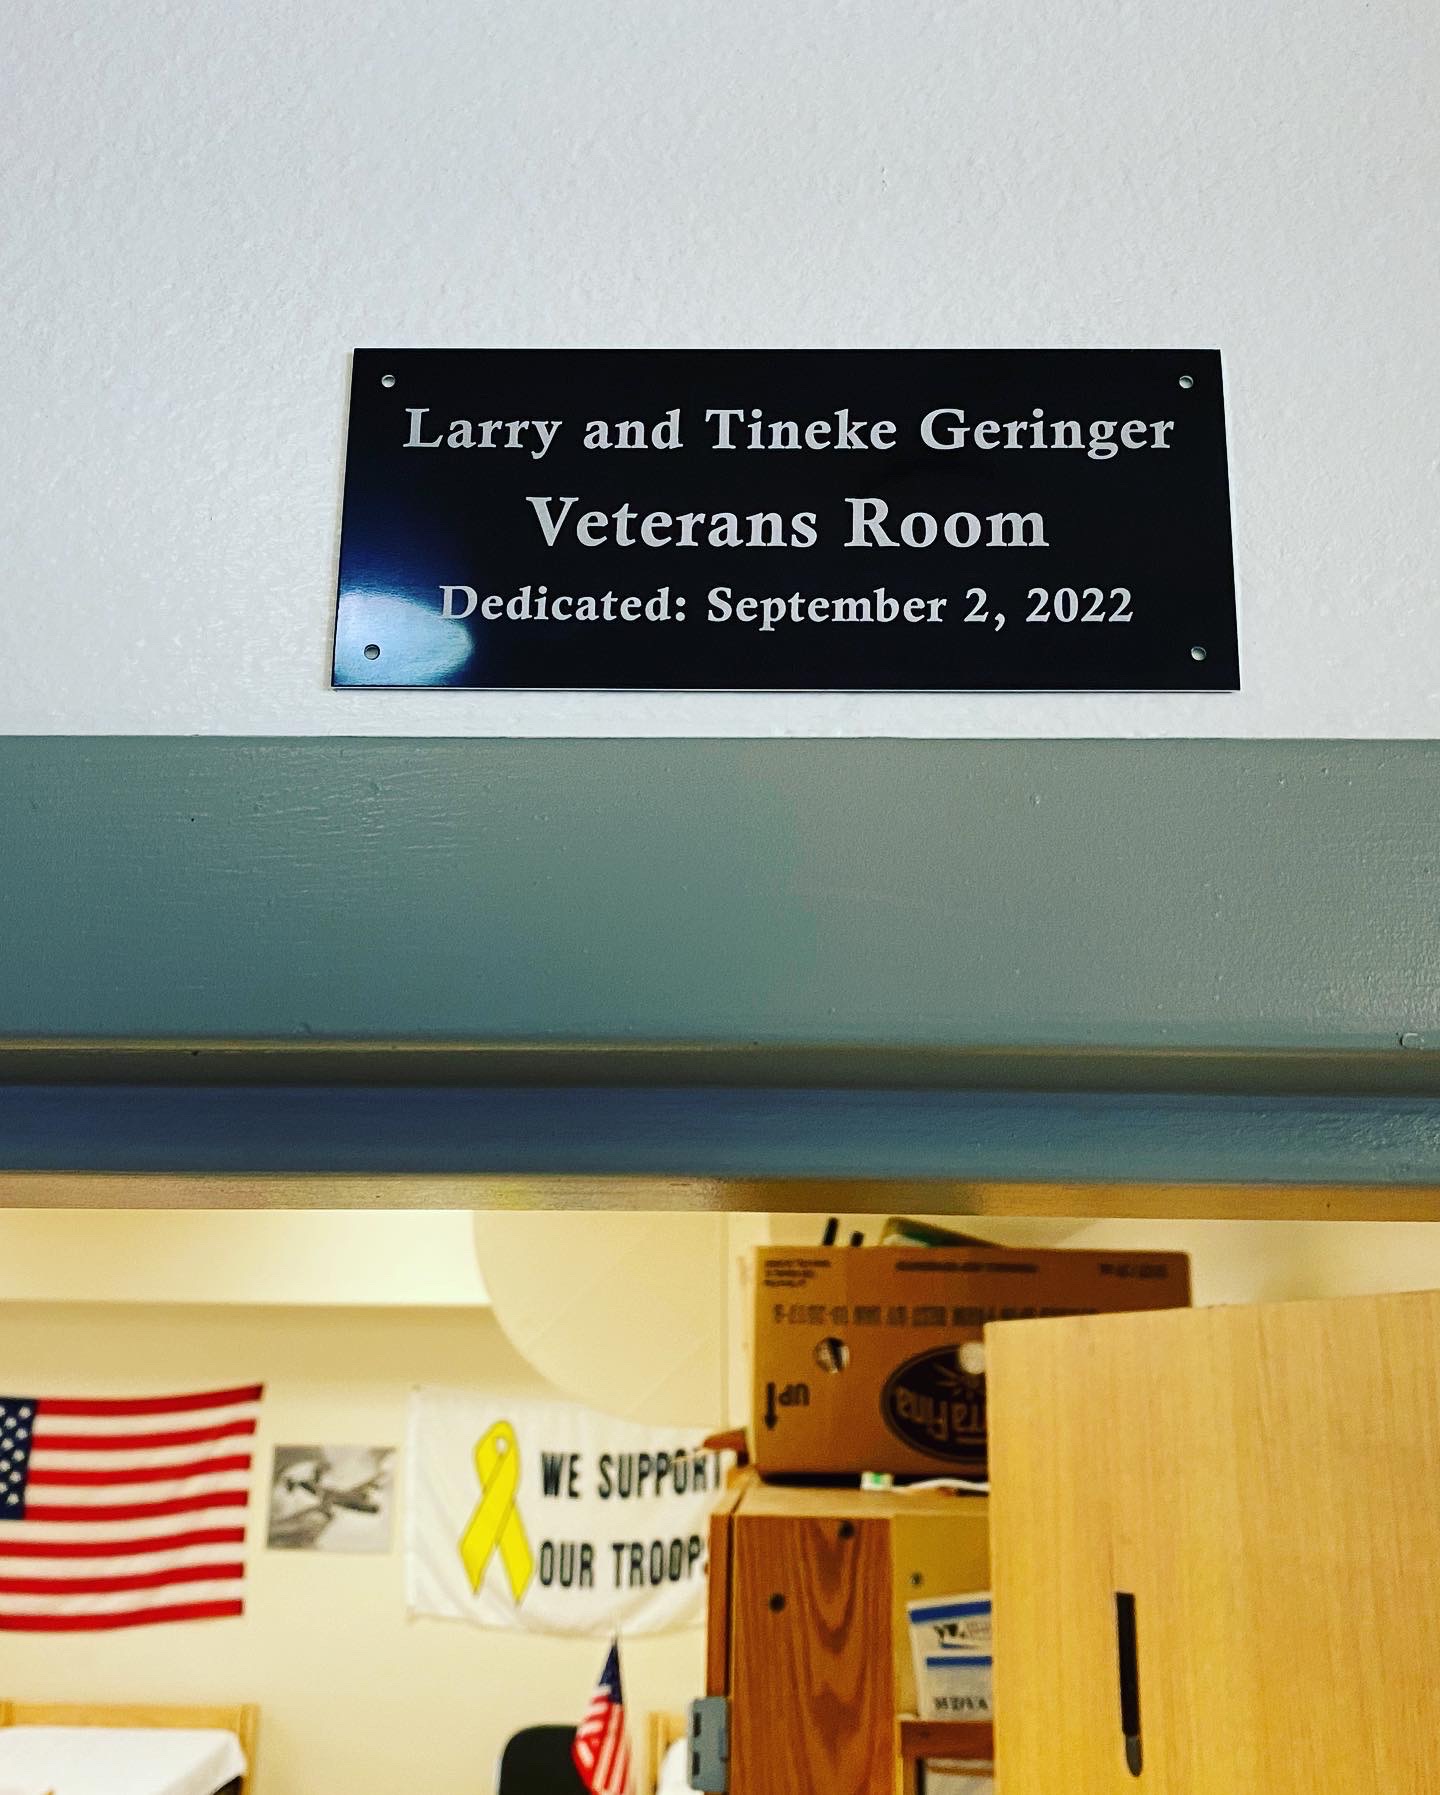 Larry and Tineke Geringer
Veterans Room
Dedicated: September 2, 2022
WE SUPPORT
OUR TROOPS
UP